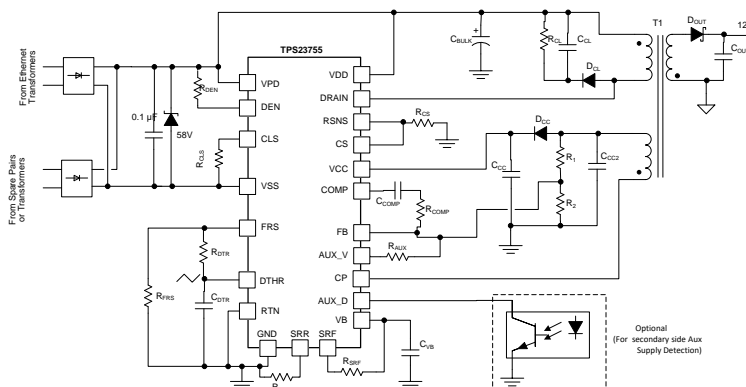 TPS23755
From Ethernet
Transformers
From Spare Pairs
or Transformers
0.1 µF
58V
RDEN
RCLS
VPD
DEN
CLS
VSS
FRS
DTHR
RTN
GND
SRR
SRF
VDD
DRAIN
RSNS
CS
VCC
COMP
FB
AUX_V
CP
AUX_D
VB
RFRS
RDTR
CDTR
RSRF
CVB
CBULK
RCL
CCL
DCL
T1
DOUT
12
COU
RCS
DCC
CCC
R1
R2
CCC2
CCOMP
RCOMP
RAUX
Optional
(For secondary side Aux
Supply Detection)
R